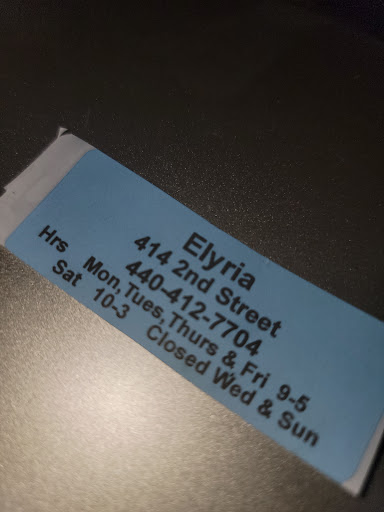 Elyria
414 2nd Street
440-412-7704
Hrs Mon, Tues, Thurs & Fri 9-5
Sat 10-3 Closed Wed & Sun